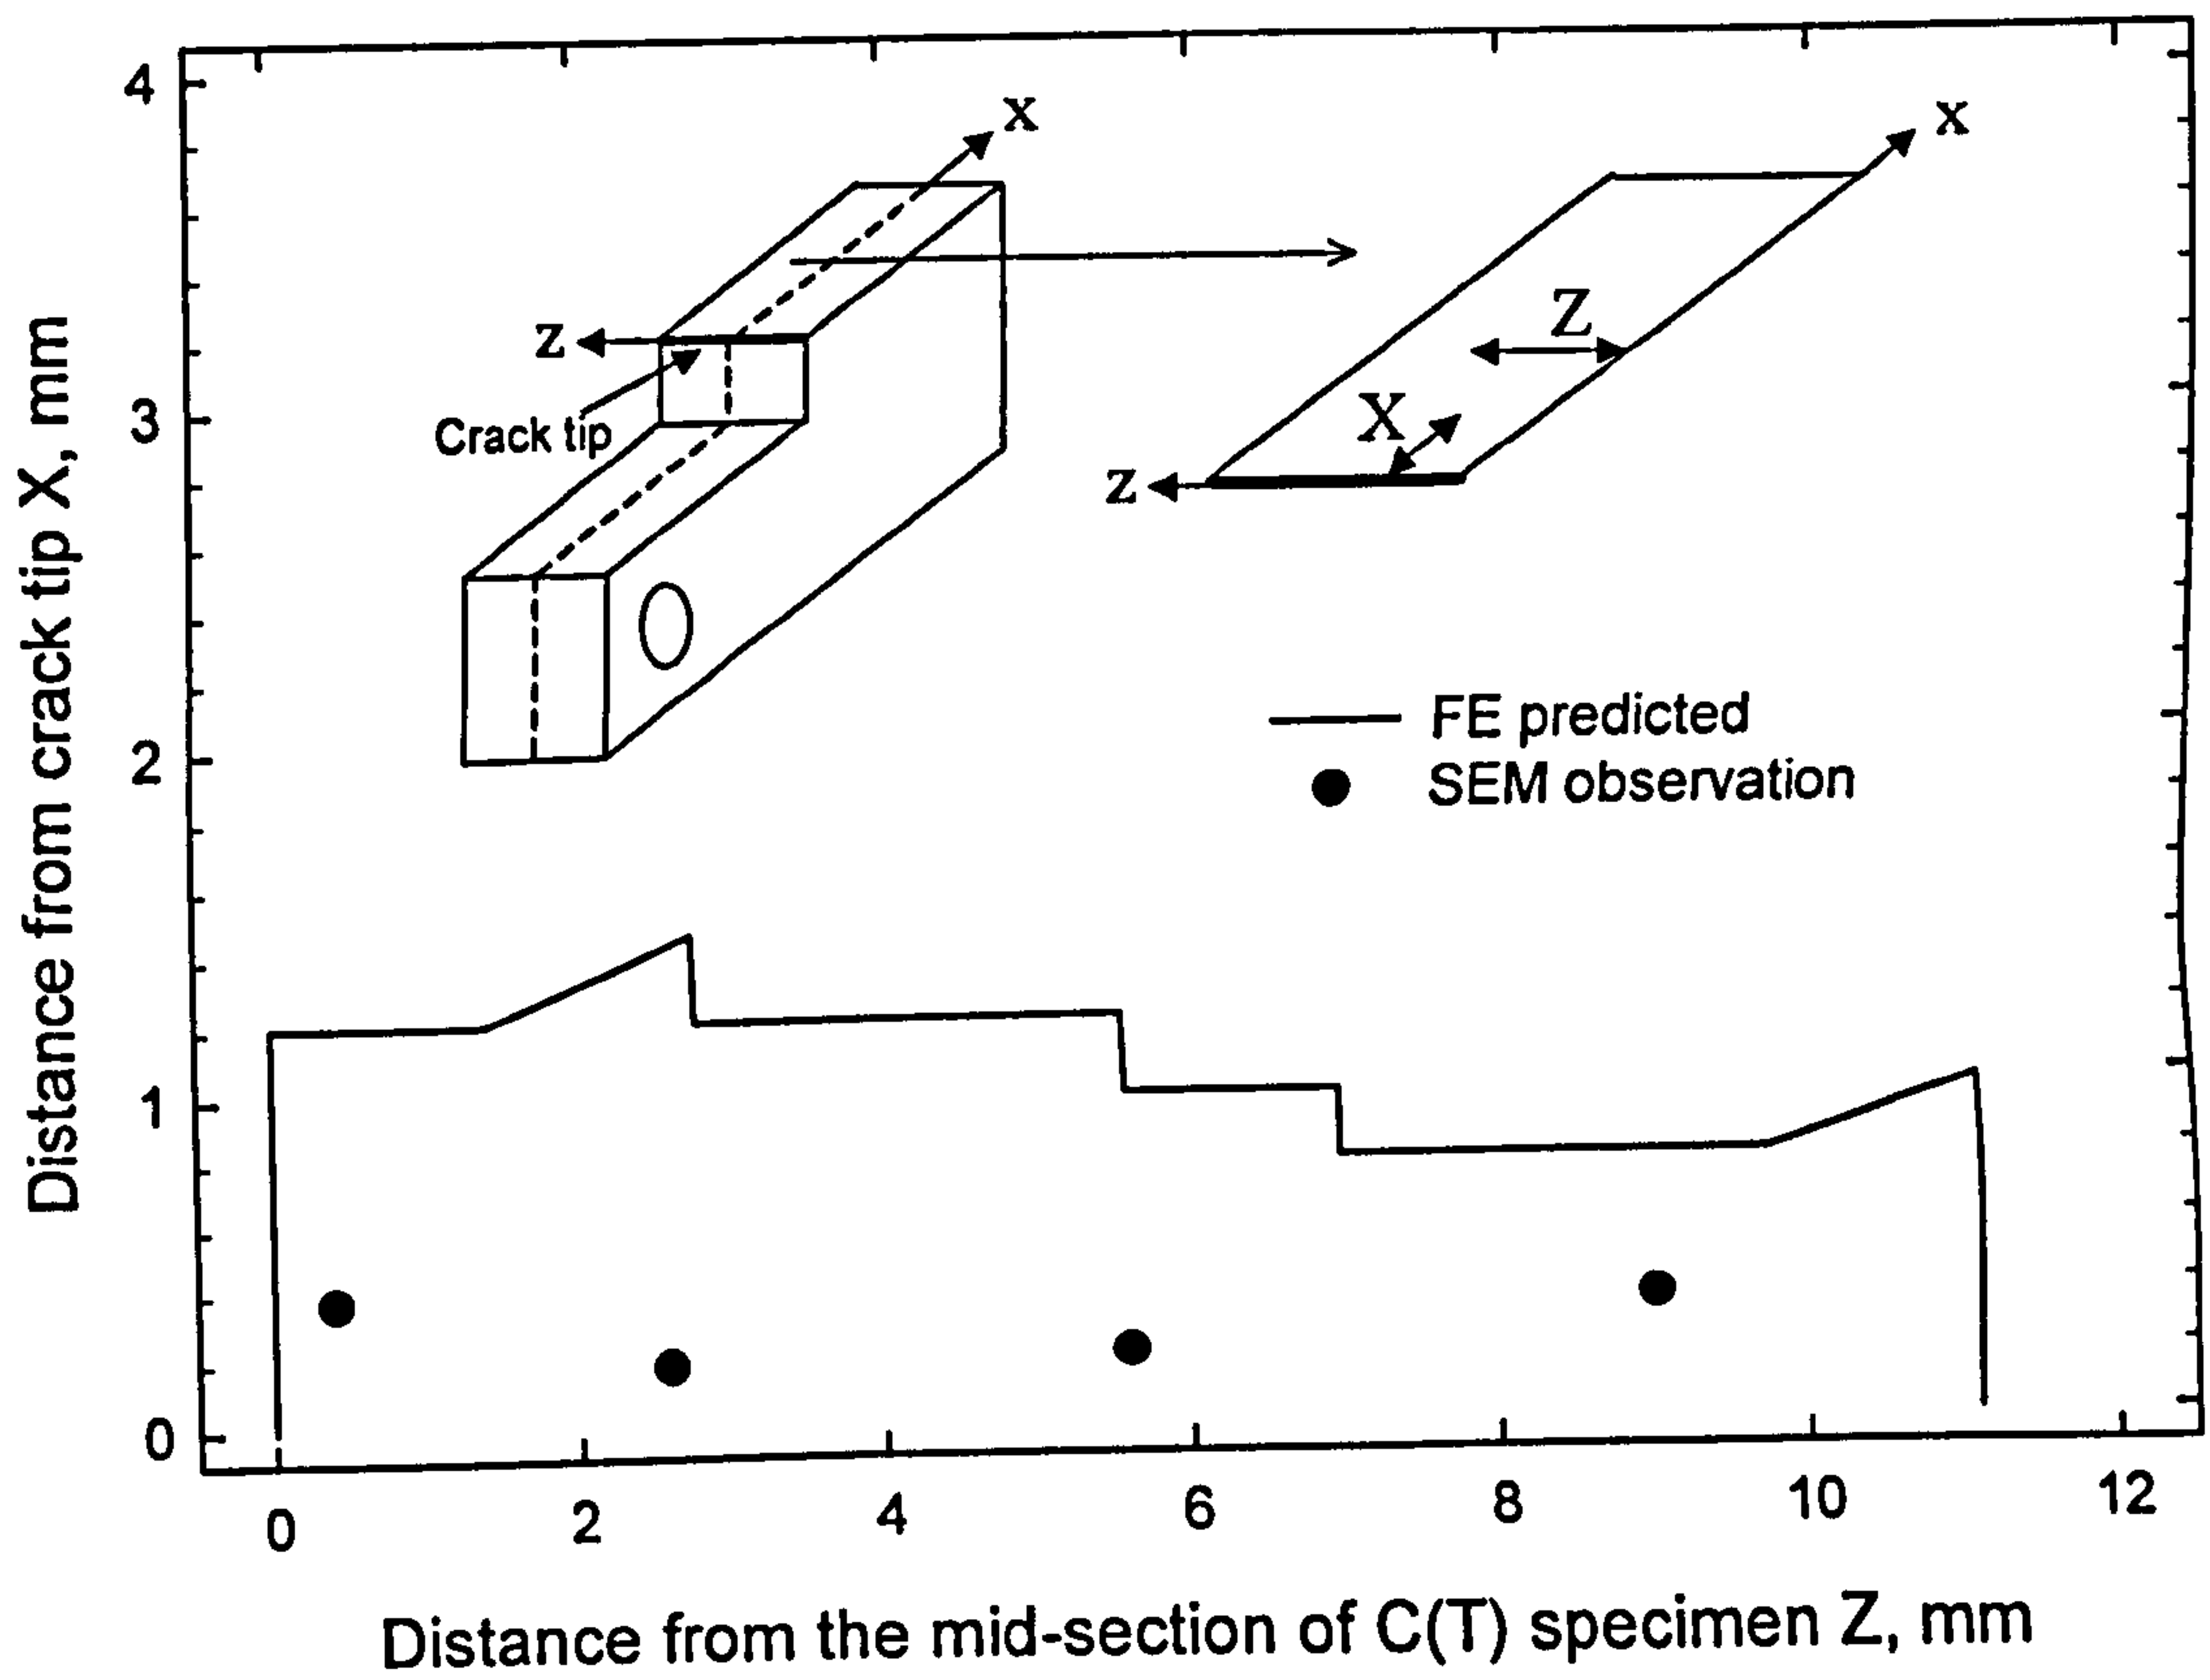 Distance from crack tip X, mm
4
3
2
1
0
x
z
Crack tip
x
Z
X
z
FE predicted
SEM observation
0 2 4 6 8 10 12
Distance from the mid-section of C(T) specimen Z, mm